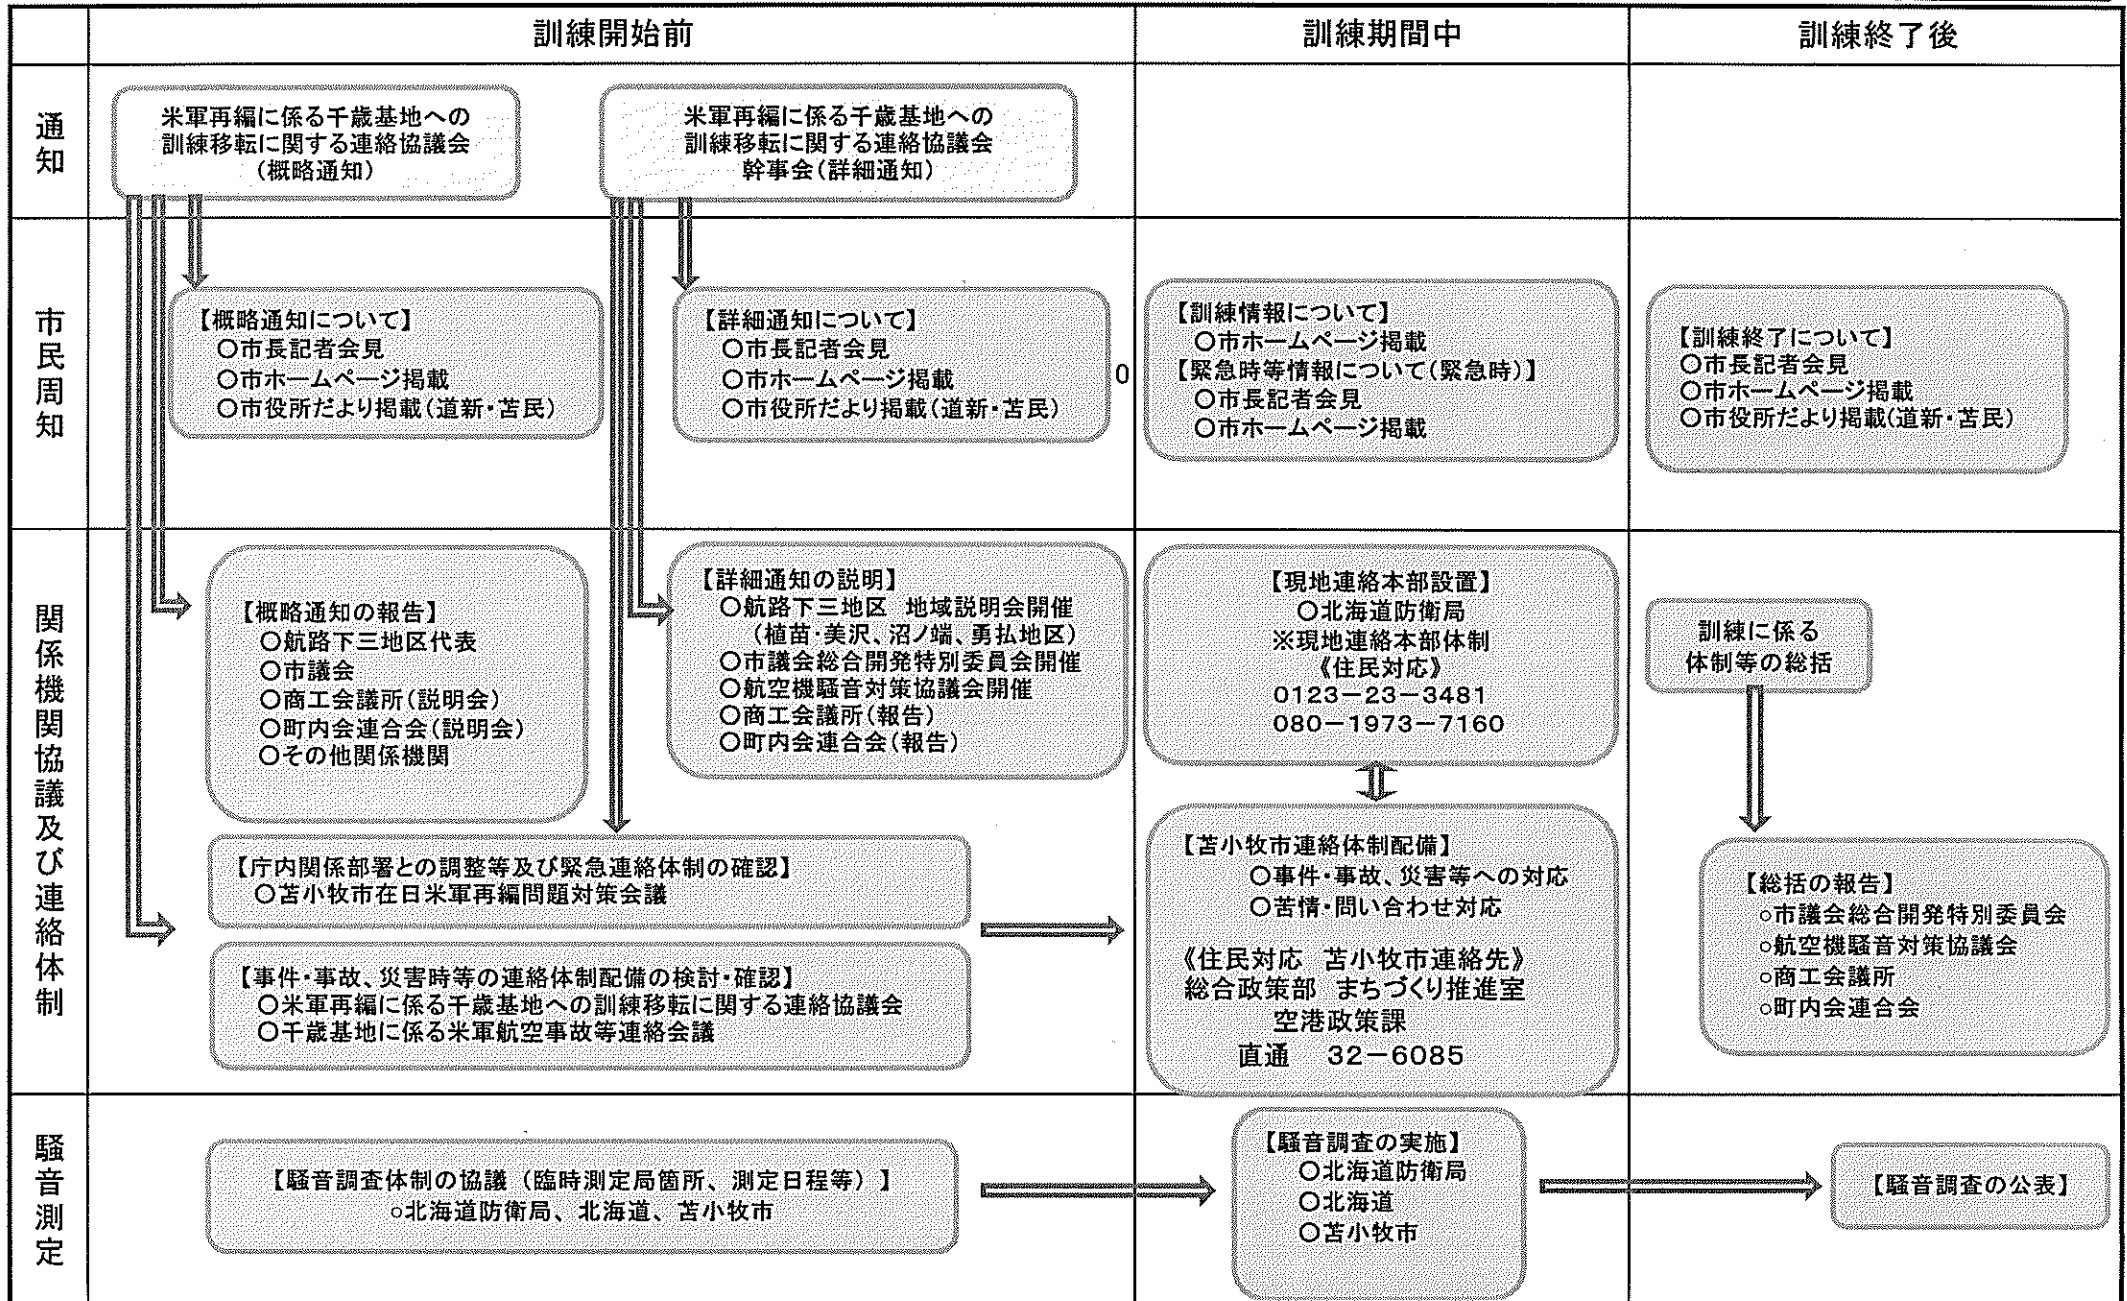 訓練開始前
訓練期間中
訓練終了後
通知
米軍再編に係る千歳基地への
訓練移転に関する連絡協議会
(概略通知)
米軍再編に係る千歳基地への
訓練移転に関する連絡協議会
幹事会(詳細通知)
市民周知
【概略通知について】
○市長記者会見
○市ホームページ掲載
○市役所だより掲載(道新・苫民)
【詳細通知について】
○市長記者会見
○市ホームページ掲載
○市役所だより掲載(道新・苫民)
0
【訓練情報について】
○市ホームページ掲載
【緊急時等情報について(緊急時)】
○市長記者会見
○市ホームページ掲載
【訓練終了について】
○市長記者会見
○市ホームページ掲載
○市役所だより掲載(道新・苫民)
関係機関協議及び連絡体制
【概略通知の報告】
○航路下三地区代表
○市議会
○商工会議所(説明会)
○町内会連合会(説明会)
○その他関係機関
【詳細通知の説明】
○航路下三地区 地域説明会開催
(植苗・美沢、沼ノ端、勇払地区)
○市議会総合開発特別委員会開催
○航空機騒音対策協議会開催
○商工会議所(報告)
○町内会連合会(報告)
【庁内関係部署との調整等及び緊急連絡体制の確認】
○苫小牧市在日米軍再編問題対策会議
【事件・事故、災害時等の連絡体制配備の検討・確認】
○米軍再編に係る千歳基地への訓練移転に関する連絡協議会
○千歳基地に係る米軍航空事故等連絡会議
【現地連絡本部設置】
○北海道防衛局
※現地連絡本部体制
《住民対応》
0123-23-3481
080-1973-7160
【苫小牧市連絡体制配備】
○事件・事故、災害等への対応
○苦情・問い合わせ対応
《住民対応 苫小牧市連絡先》
総合政策部 まちづくり推進室
空港政策課
直通 32-6085
訓練に係る
体制等の総括
【総括の報告】
○市議会総合開発特別委員会
○航空機騒音対策協議会
○商工会議所
○町内会連合会
騒音測定
【騒音調査体制の協議(臨時測定局箇所、測定日程等)】
○北海道防衛局、北海道、苫小牧市
【騒音調査の実施】
○北海道防衛局
○北海道
○苫小牧市
【騒音調査の公表】